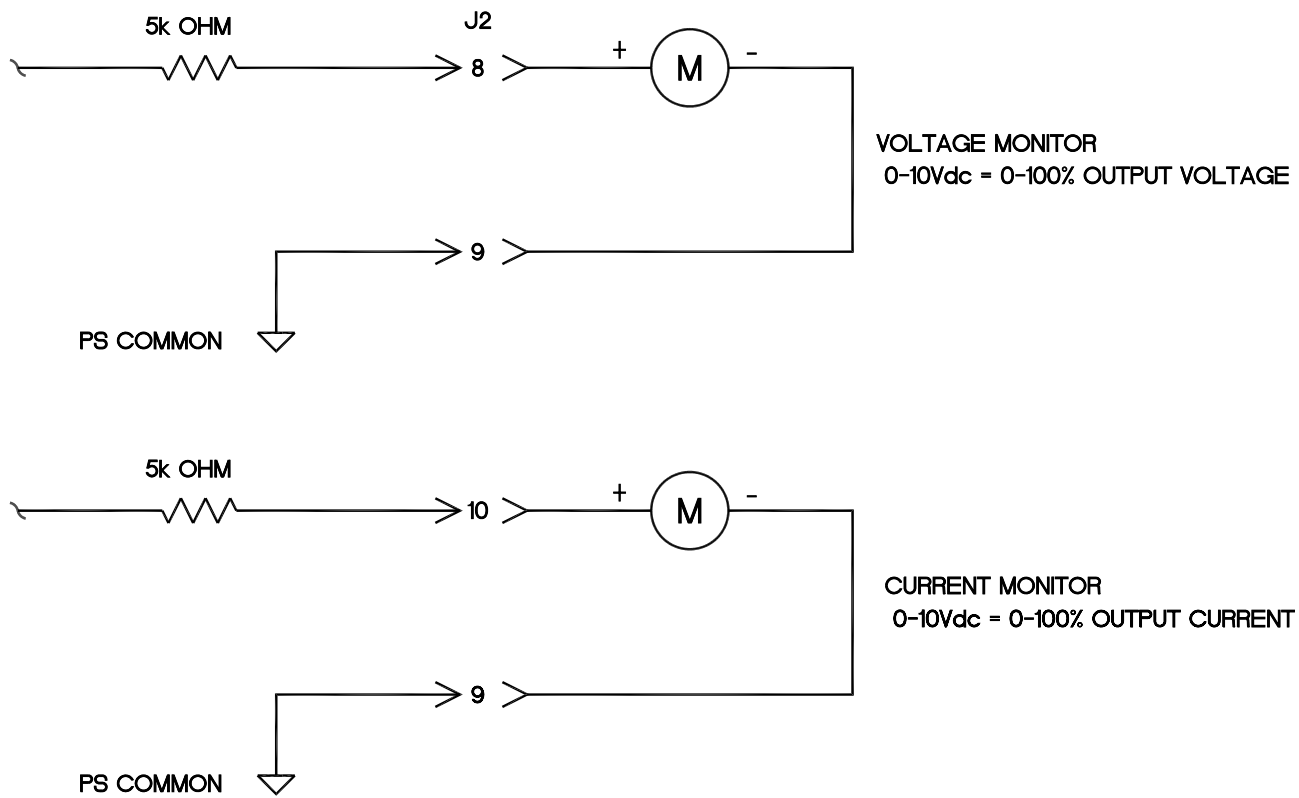 5k OHM
J2
8
+
M
-
VOLTAGE MONITOR
0-10Vdc = 0-100% OUTPUT VOLTAGE
9
PS COMMON
5k OHM
10
+
M
-
CURRENT MONITOR
0-10Vdc = 0-100% OUTPUT CURRENT
9
PS COMMON